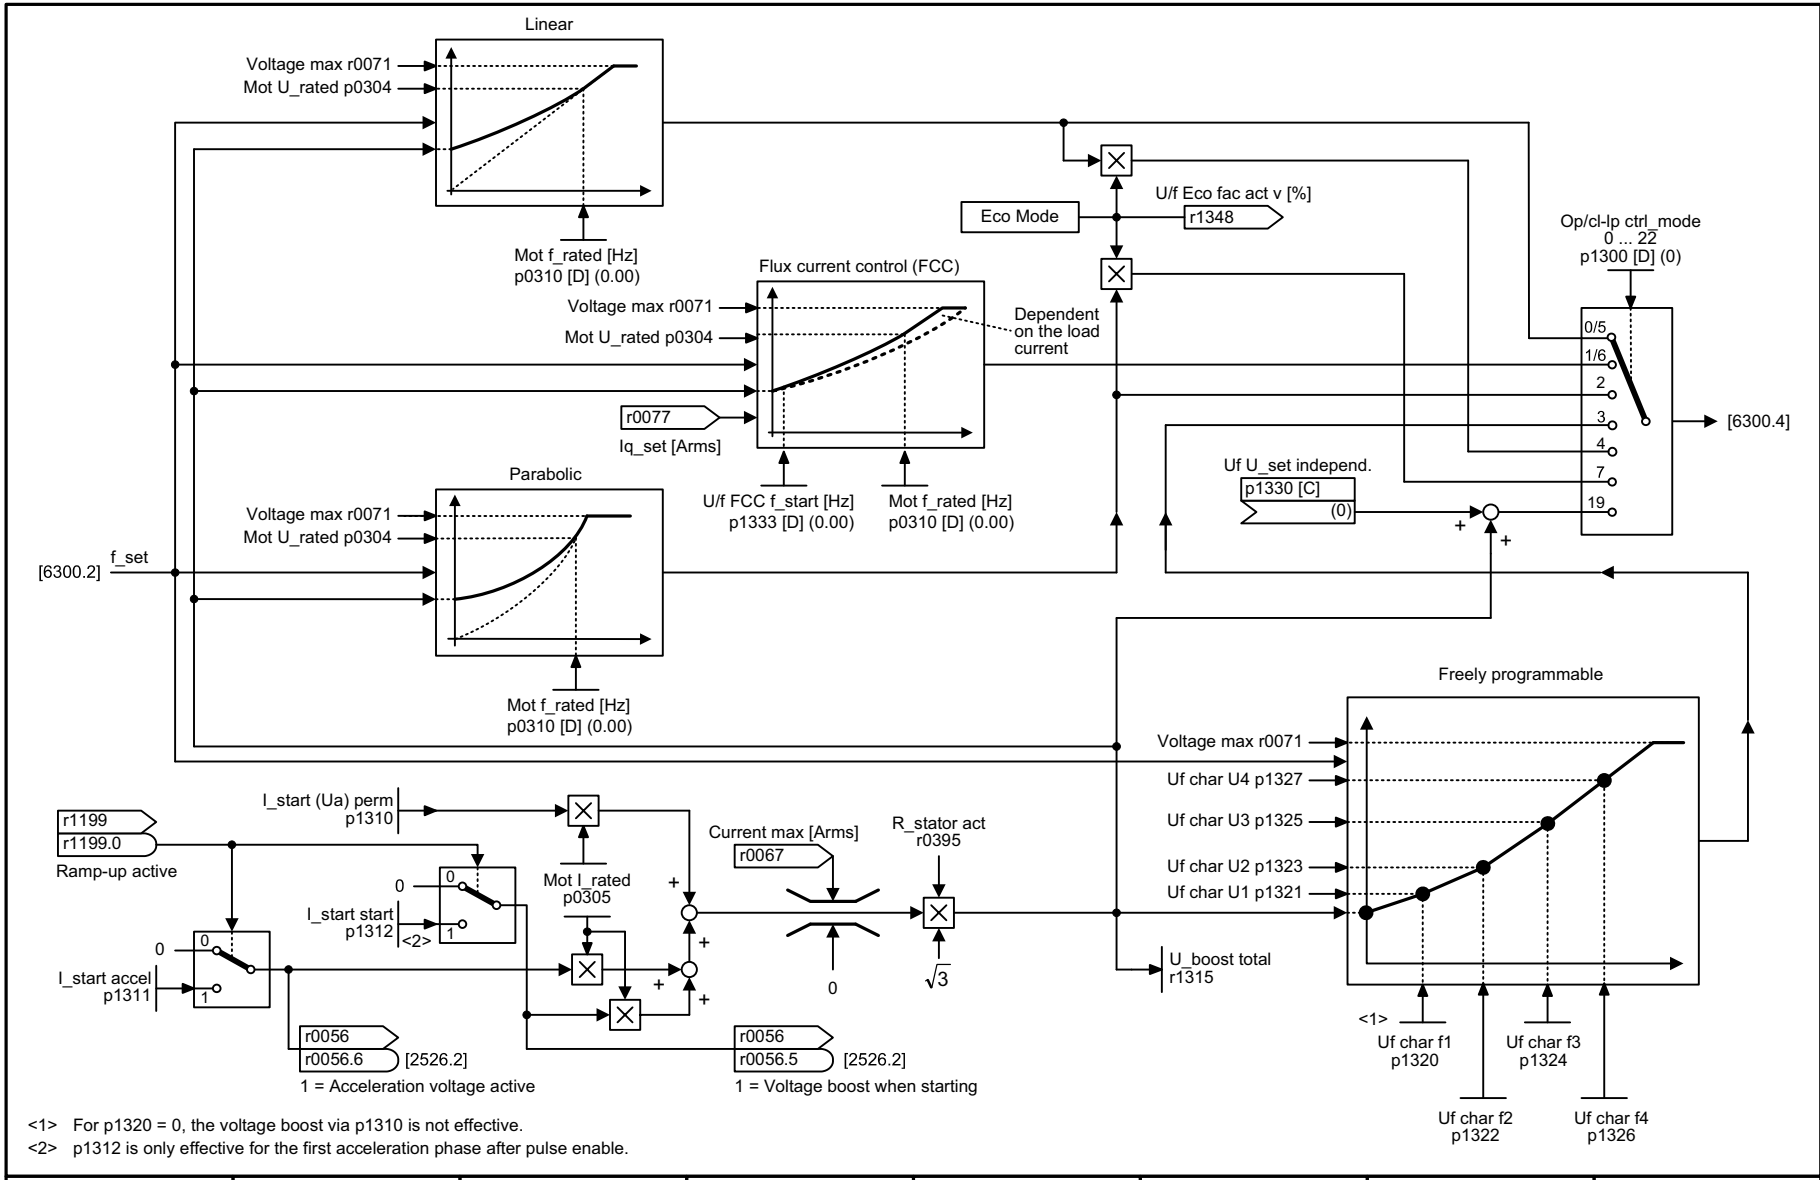 Linear
Voltage max r0071
Mot U_rated p0304
Mot f_rated [Hz]
p0310 [D] (0.00)
Eco Mode
U/f Eco fac act v [%]
r1348
Op/cl-lp ctrl_mode
0 ... 22
p1300 [D] (0)
Flux current control (FCC)
Voltage max r0071
Mot U_rated p0304
Dependent
on the load
current
r0077
Iq_set [Arms]
U/f FCC f_start [Hz]
p1333 [D] (0.00)
Mot f_rated [Hz]
p0310 [D] (0.00)
0/5
1/6
2
3
4
7
19
[6300.4]
Uf U_set independ.
p1330 [C]
(0)
+
+
Parabolic
Voltage max r0071
Mot U_rated p0304
f_set
[6300.2]
Mot f_rated [Hz]
p0310 [D] (0.00)
Freely programmable
Voltage max r0071
Uf char U4 p1327
Uf char U3 p1325
Uf char U2 p1323
Uf char U1 p1321
<1>
Uf char f1
p1320
Uf char f3
p1324
Uf char f2
p1322
Uf char f4
p1326
I_start (Ua) perm
p1310
r1199
r1199.0
Ramp-up active
0
I_start start
p1312
<2>
0
1
Mot I_rated
p0305
0
I_start accel
p1311
0
1
+
+
+
+
Current max [Arms]
r0067
0
R_stator act
r0395
√3
U_boost total
r1315
r0056
r0056.6
[2526.2]
1 = Acceleration voltage active
r0056
r0056.5
[2526.2]
1 = Voltage boost when starting
<1> For p1320 = 0, the voltage boost via p1310 is not effective.
<2> p1312 is only effective for the first acceleration phase after pulse enable.